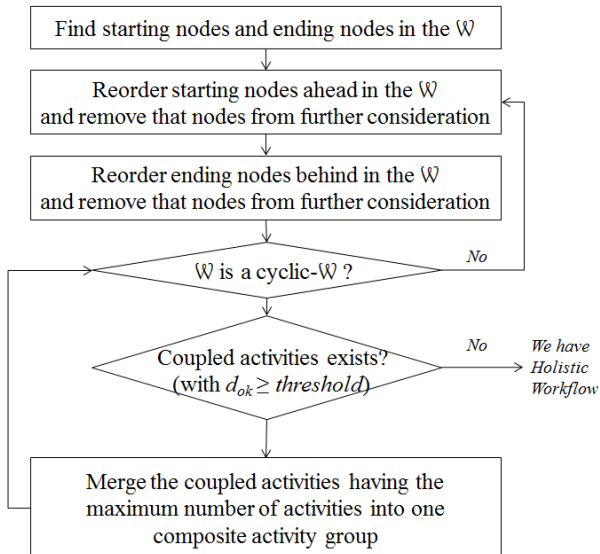 Find starting nodes and ending nodes in the 𝕎
Reorder starting nodes ahead in the 𝕎
and remove that nodes from further consideration
Reorder ending nodes behind in the 𝕎
and remove that nodes from further consideration
𝕎 is a cyclic-𝕎 ?
No
Coupled activities exists?
(with dok ≥ threshold)
No
We have
Holistic
Workflow
Merge the coupled activities having the
maximum number of activities into one
composite activity group